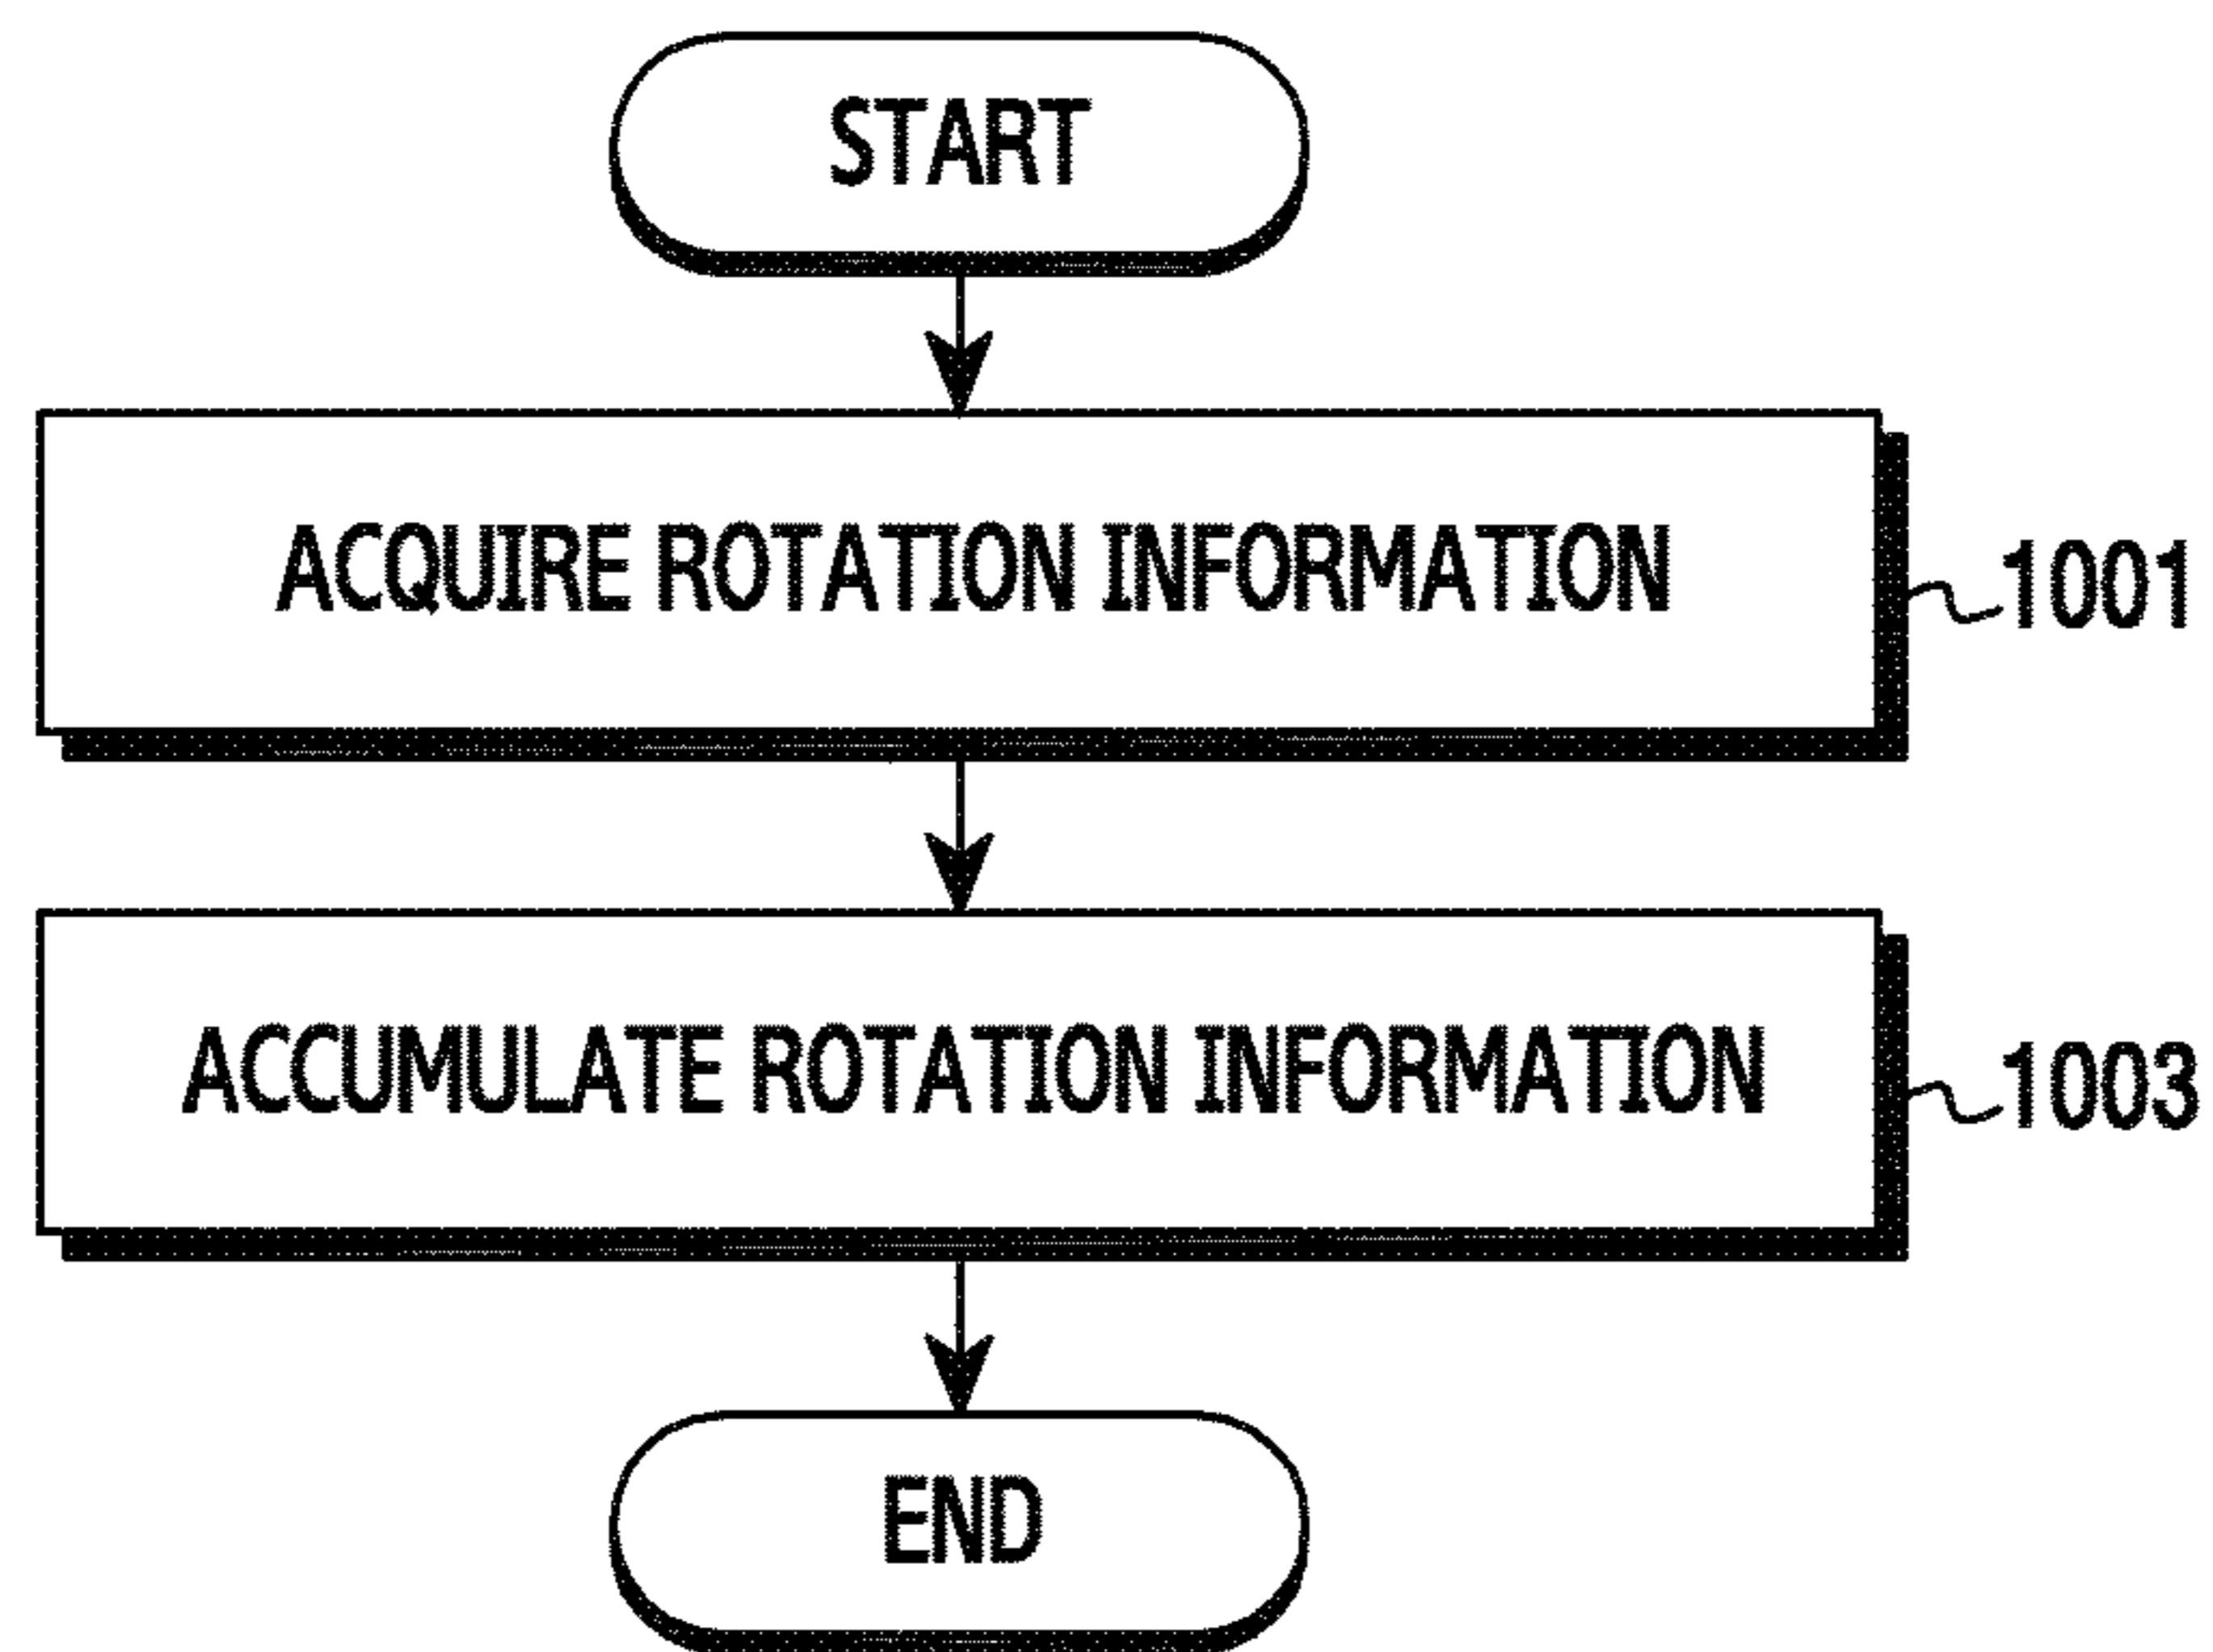 START
ACQUIRE ROTATION INFORMATION
1001
ACCUMULATE ROTATION INFORMATION
1003
END